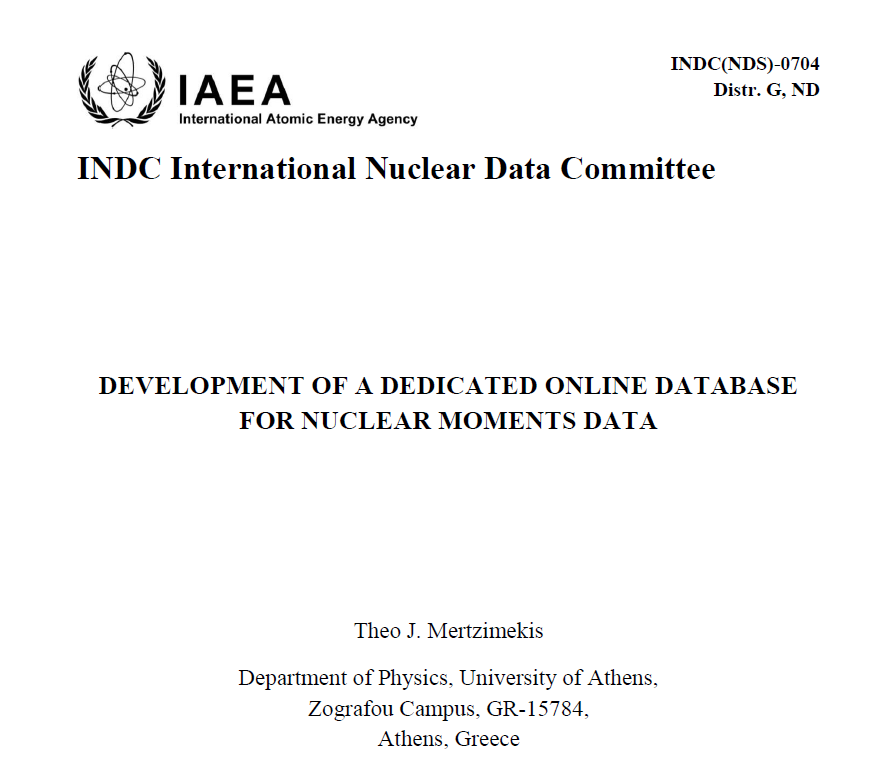 IAEA
International Atomic Energy Agency
INDC(NDS)-0704
Distr. G, ND
INDC International Nuclear Data Committee
DEVELOPMENT OF A DEDICATED ONLINE DATABASE
FOR NUCLEAR MOMENTS DATA
Theo J. Mertzimekis
Department of Physics, University of Athens,
Zografou Campus, GR-15784,
Athens, Greece